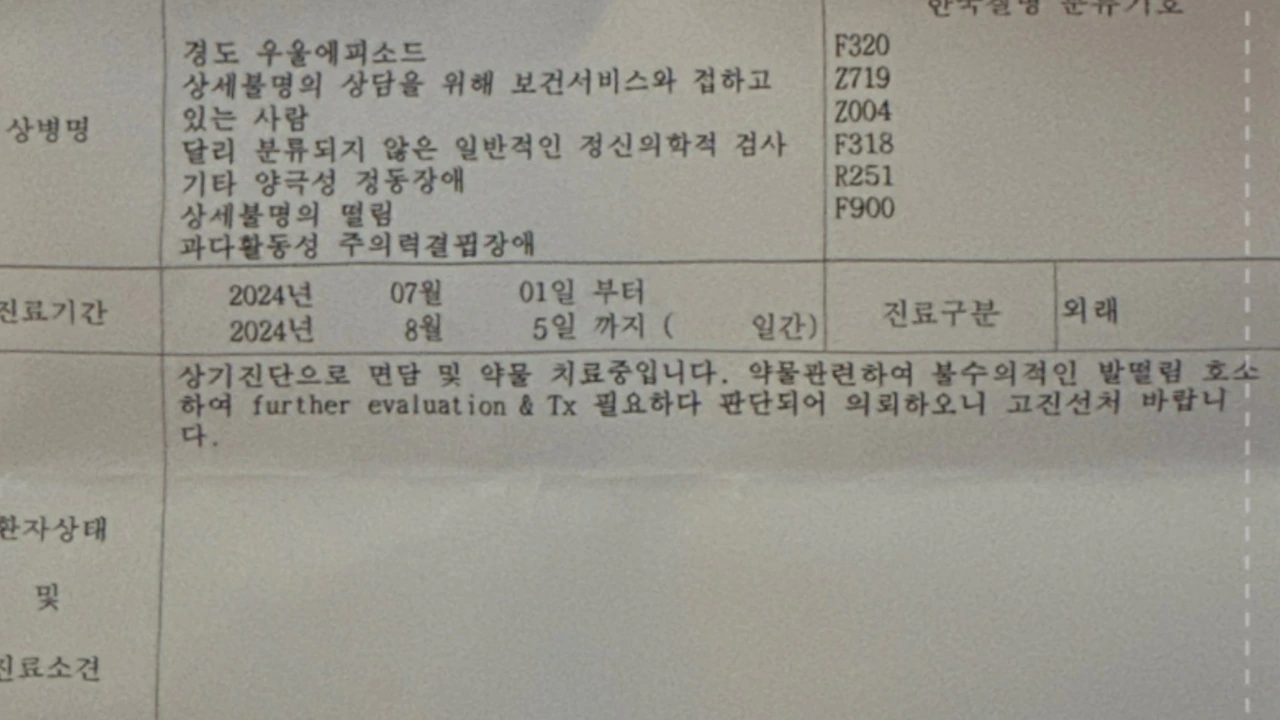 한국질병 분류기호
상병명
경도 우울에피소드
상세불명의 상담을 위해 보건서비스와 접하고
있는 사람
달리 분류되지 않은 일반적인 정신의학적 검사
기타 양극성 정동장애
상세불명의 떨림
과다활동성 주의력결핍장애
F320
Z719
Z004
F318
R251
F900
진료기간
2024년 07월 01일 부터
2024년 8월 5일 까지 ( 일간)
진료구분
외래
상기진단으로 면담 및 약물 치료중입니다. 약물관련하여 불수의적인 발떨림 호소
하여 further evaluation & Tx 필요하다 판단되어 의뢰하오니 고진선처 바랍니
다.
환자상태
및
진료소견